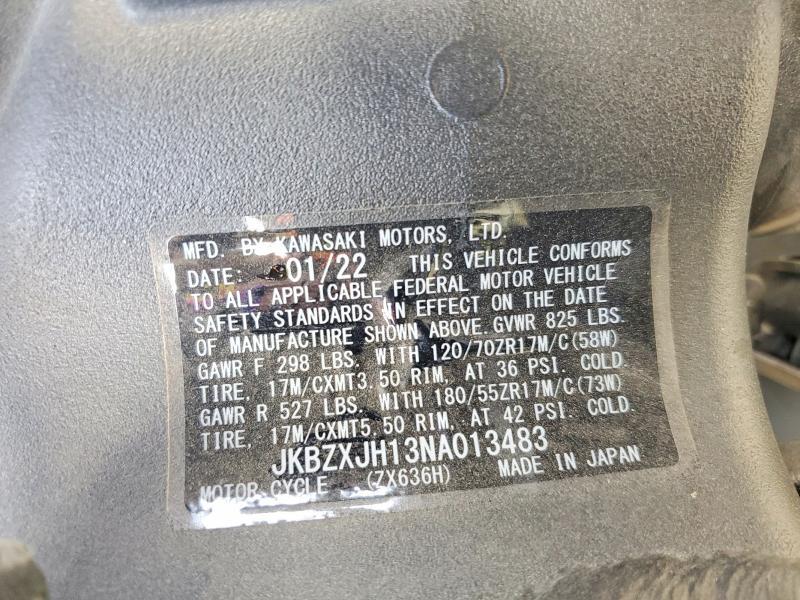 MFD. BY KAWASAKI MOTORS, LTD.
DATE: 01/22 THIS VEHICLE CONFORMS
TO ALL APPLICABLE FEDERAL MOTOR VEHICLE
SAFETY STANDARDS IN EFFECT ON THE DATE
OF MANUFACTURE SHOWN ABOVE. GVWR 825 LBS.
GAWR F 298 LBS. WITH 120/70ZR17M/C(58W)
TIRE, 17M/CXMT3.50 RIM, AT 36 PSI. COLD
GAWR R 527 LBS. WITH 180/55ZR17M/C(73W)
TIRE, 17M/CXMT5.50 RIM, AT 42 PSI. COLD.
JKBZXJH13NA013483
MOTOR CYCLE (ZX636H) MADE IN JAPAN